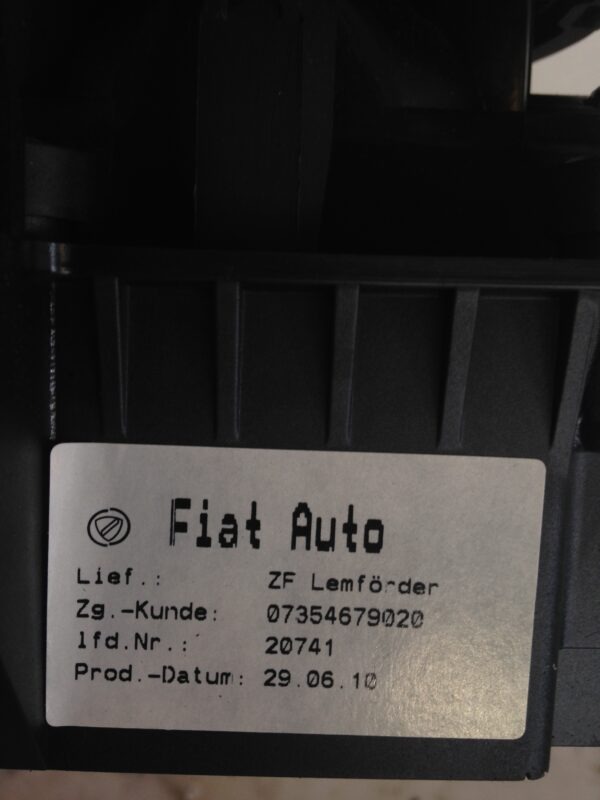 Fiat Auto
Lief.: ZF Lemförder
Zg.-Kunde: 07354679020
lfd.Nr.: 20741
Prod.-Datum: 29.06.10